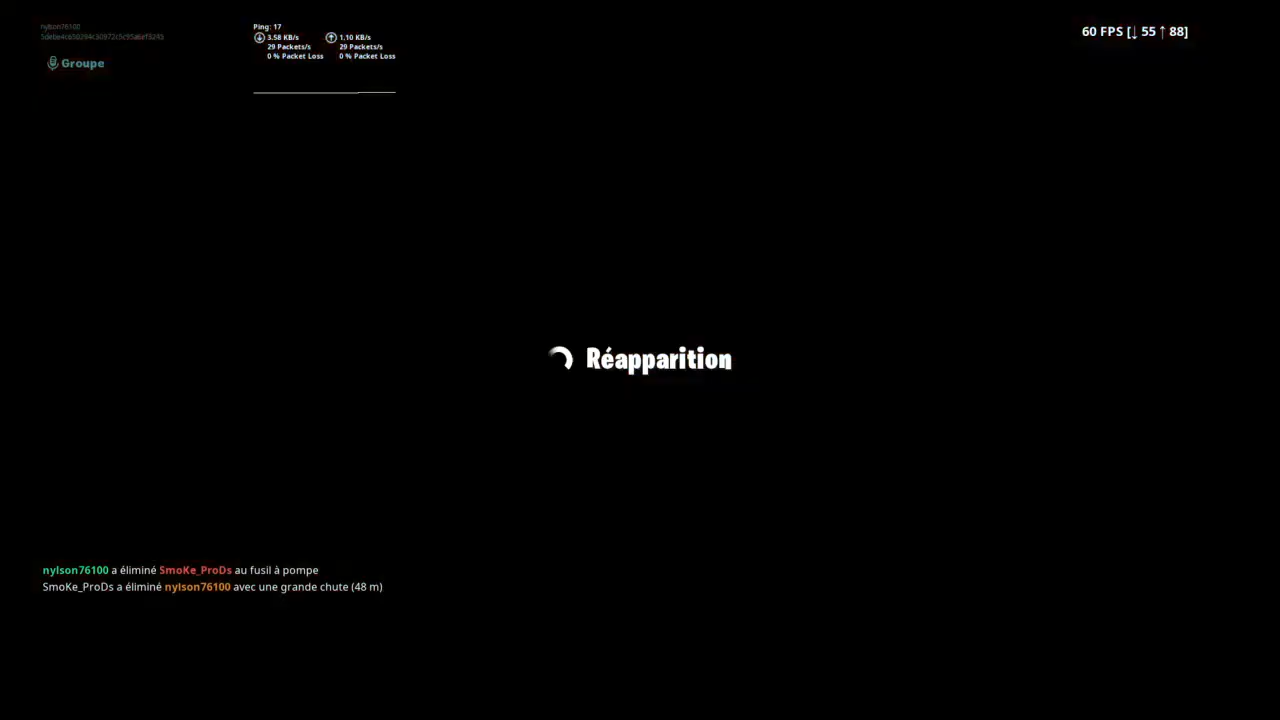 nylson76100
Ping: 17
3.58 KB/s
1.10 KB/s
29 Packets/s
29 Packets/s
0 % Packet Loss
0 % Packet Loss
60 FPS [↓ 55 ↑ 88]
Groupe
Réapparition
nylson76100 a éliminé SmoKe_ProDs au fusil à pompe
SmoKe_ProDs a éliminé nylson76100 avec une grande chute (48 m)